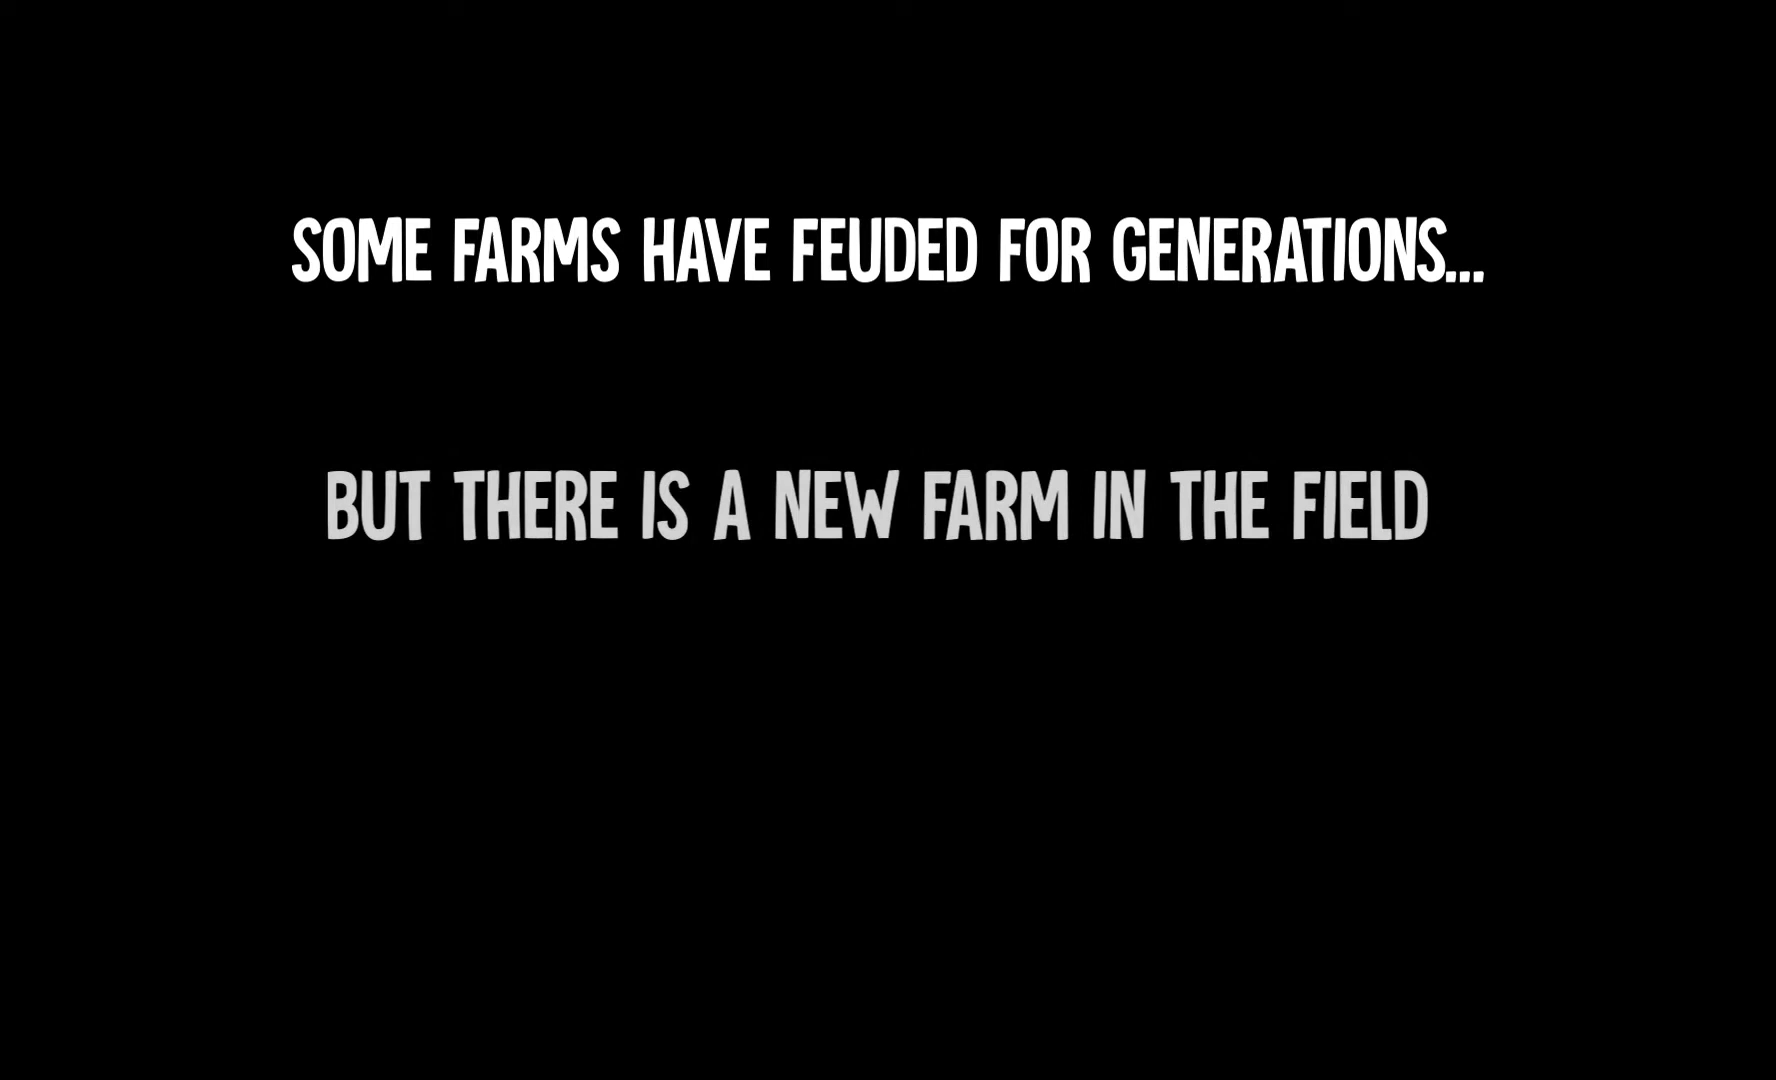 SOME FARMS HAVE FEUDED FOR GENERATIONS...
BUT THERE IS A NEW FARM IN THE FIELD